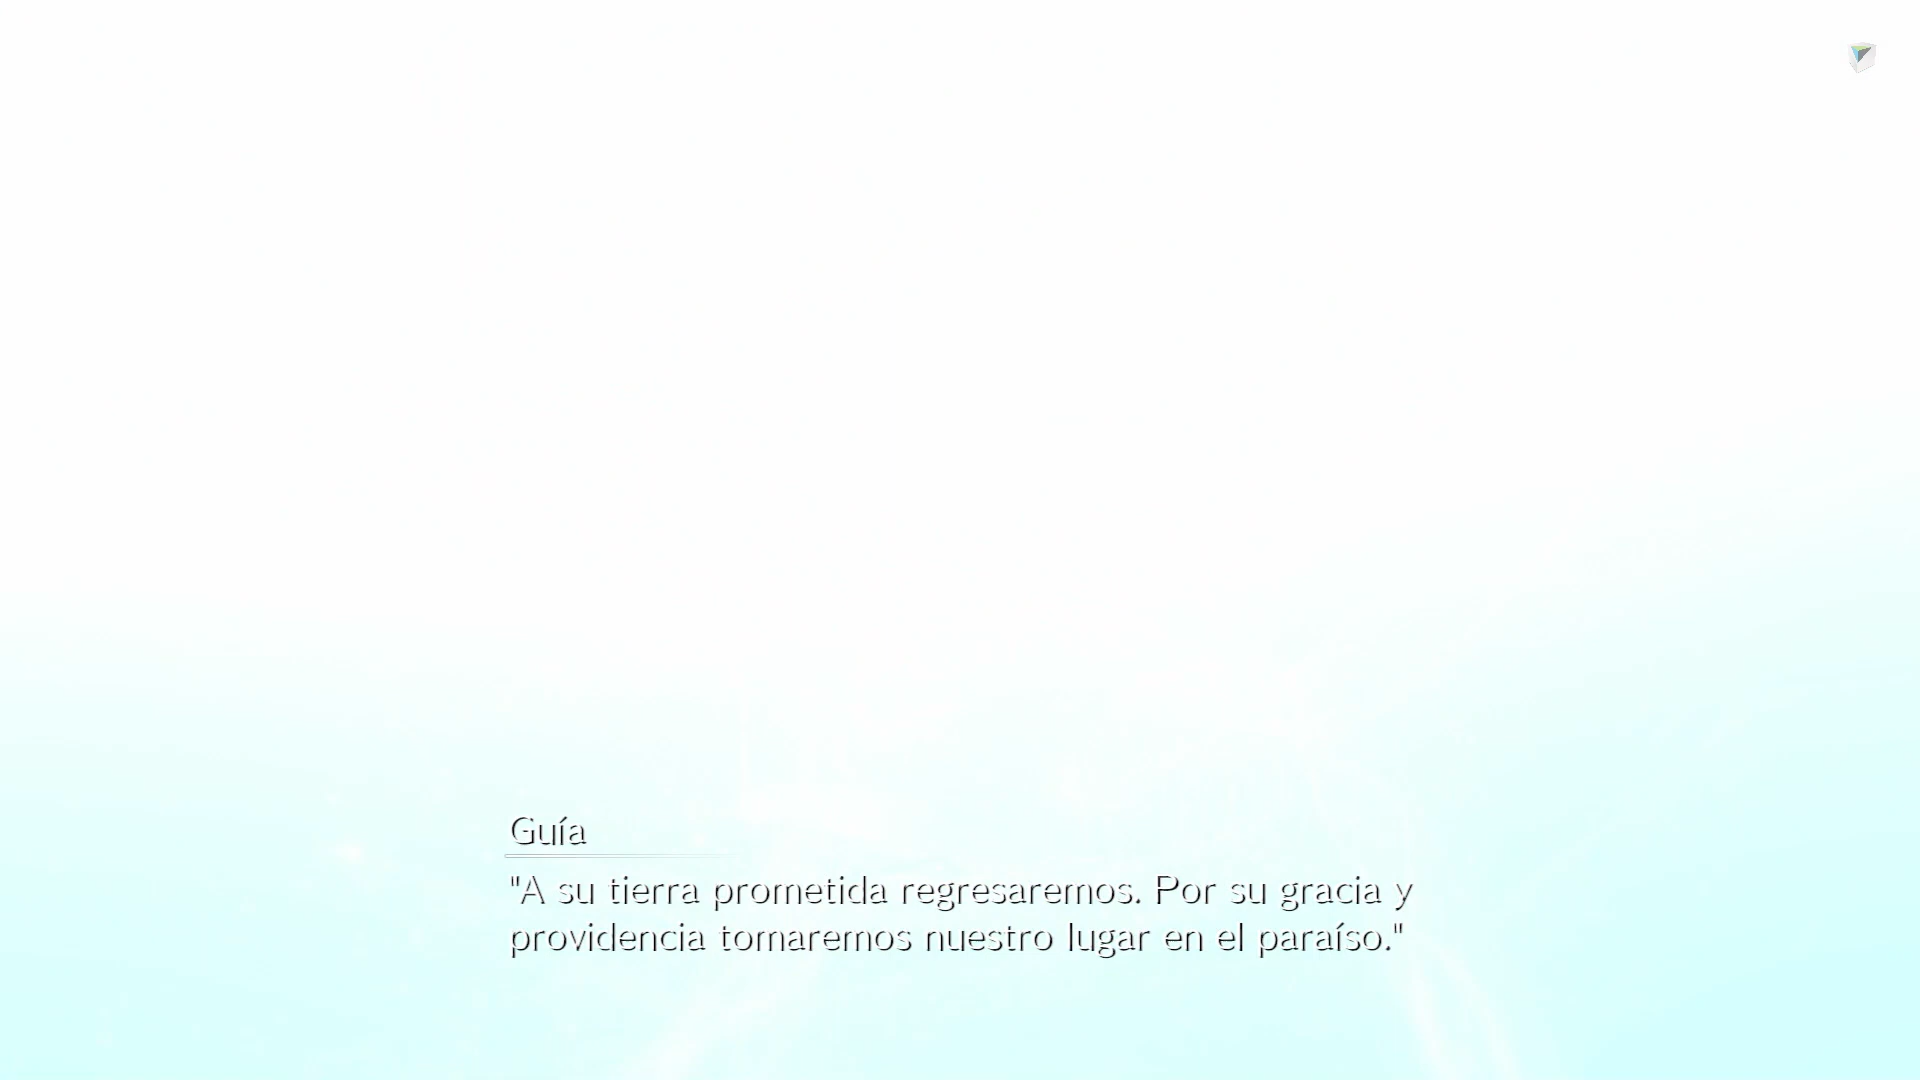 Guía
"A su tierra prometida regresaremos. Por su gracia y
providencia tomaremos nuestro lugar en el paraíso."